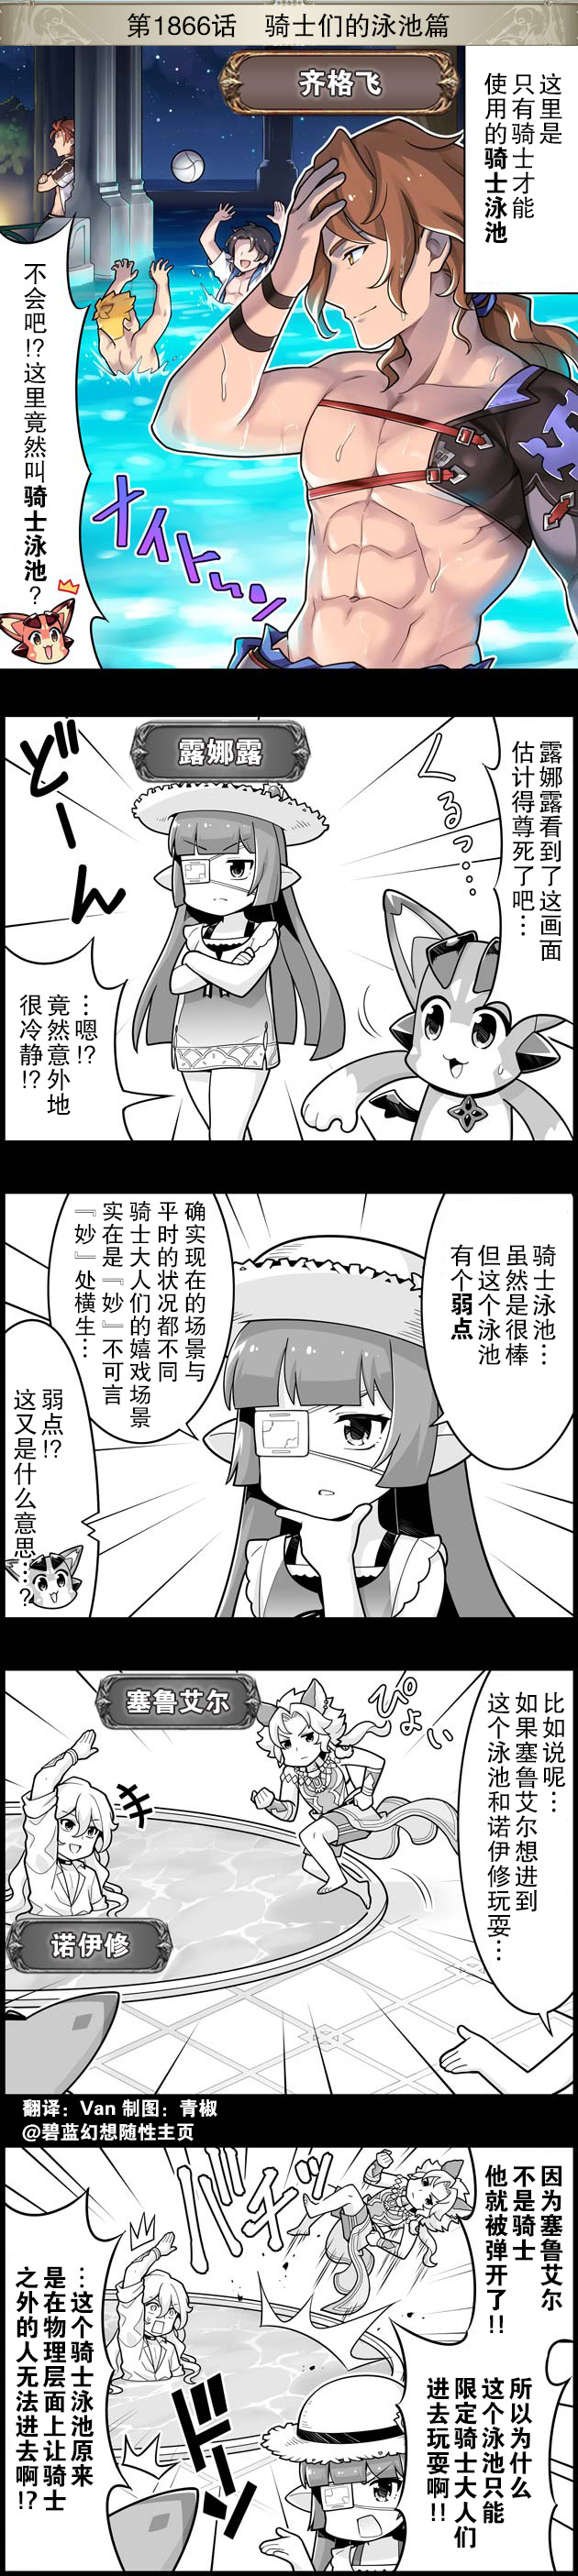 第1866话　骑士们的泳池篇
齐格飞
这里是
只有骑士才能
使用的骑士泳池
不会吧!?这里竟然叫骑士泳池?
ナイトーーン
露娜露
露娜露看到了这画面
估计得尊死了吧…
くるっ…
どーん
…嗯!?
竟然意外地
很冷静!?
骑士泳池…
虽然是很棒
但这个泳池
有个弱点
确实现在的场景与
平时的状况都不同
骑士大人们的嬉戏场景
实在是『妙』不可言
『妙』处横生…
弱点!?
这又是什么意思…?
比如说呢…
如果塞鲁艾尔想进到
这个泳池和诺伊修玩耍…
塞鲁艾尔
ぴょい
诺伊修
翻译：Van 制图：青椒
@碧蓝幻想随性主页
因为塞鲁艾尔
不是骑士
他就被弹开了!!
バチィッ
所以为什么
这个泳池只能
限定骑士大人们
进去玩耍啊!!
ドン
…这个骑士泳池原来
是在物理层面上让骑士
之外的人无法进去啊!?